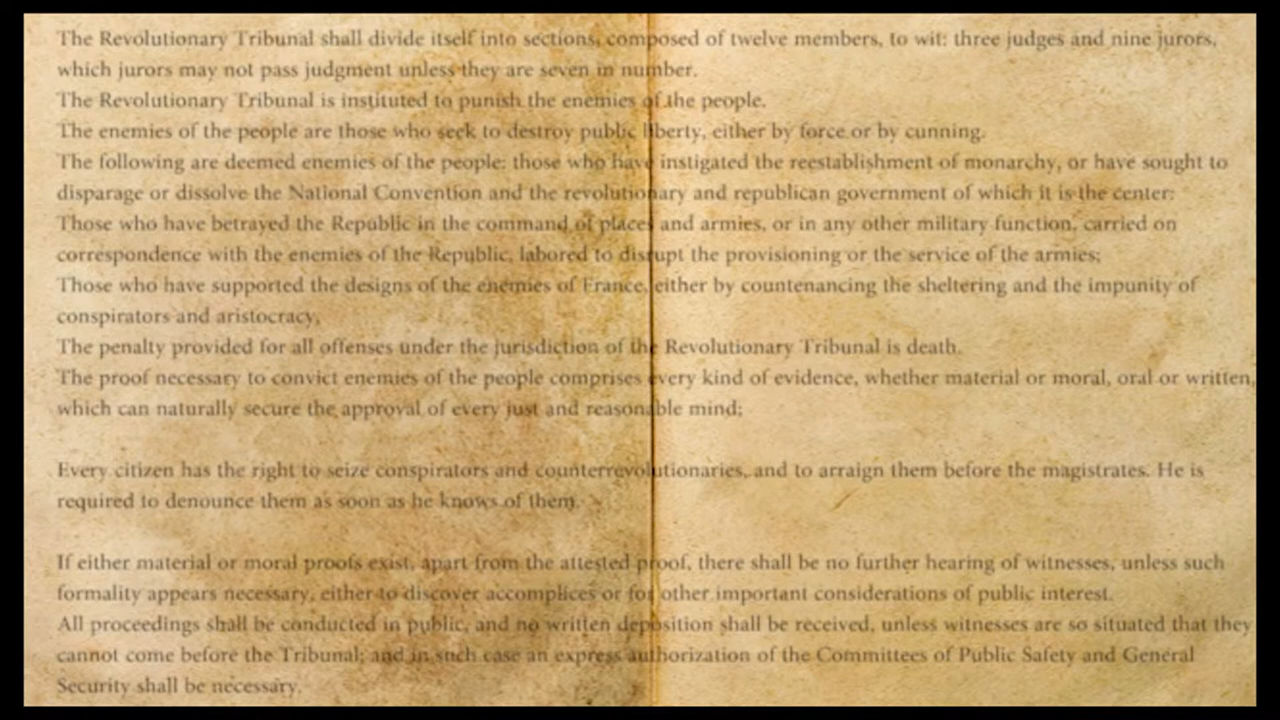 The Revolutionary Tribunal shall divide itself into sections, composed of twelve members, to wit: three judges and nine jurors,
which jurors may not pass judgment unless they are seven in number.
The Revolutionary Tribunal is instituted to punish the enemies of the people.
The enemies of the people are those who seek to destroy public liberty, either by force or by cunning.
The following are deemed enemies of the people: those who have instigated the reestablishment of monarchy, or have sought to
disparage or dissolve the National Convention and the revolutionary and republican government of which it is the center:
Those who have betrayed the Republic in the command of places and armies, or in any other military function, carried on
correspondence with the enemies of the Republic, labored to disrupt the provisioning or the service of the armies;
Those who have supported the designs of the enemies of France, either by countenancing the sheltering and the impunity of
conspirators and aristocracy,
The penalty provided for all offenses under the jurisdiction of the Revolutionary Tribunal is death.
The proof necessary to convict enemies of the people comprises every kind of evidence, whether material or moral, oral or written,
which can naturally secure the approval of every just and reasonable mind;
Every citizen has the right to seize conspirators and counterrevolutionaries, and to arraign them before the magistrates. He is
required to denounce them as soon as he knows of them.
If either material or moral proofs exist, apart from the attested proof, there shall be no further hearing of witnesses, unless such
formality appears necessary, either to discover accomplices or for other important considerations of public interest.
All proceedings shall be conducted in public, and no written deposition shall be received, unless witnesses are so situated that they
cannot come before the Tribunal; and in such case an express authorization of the Committees of Public Safety and General
Security shall be necessary.